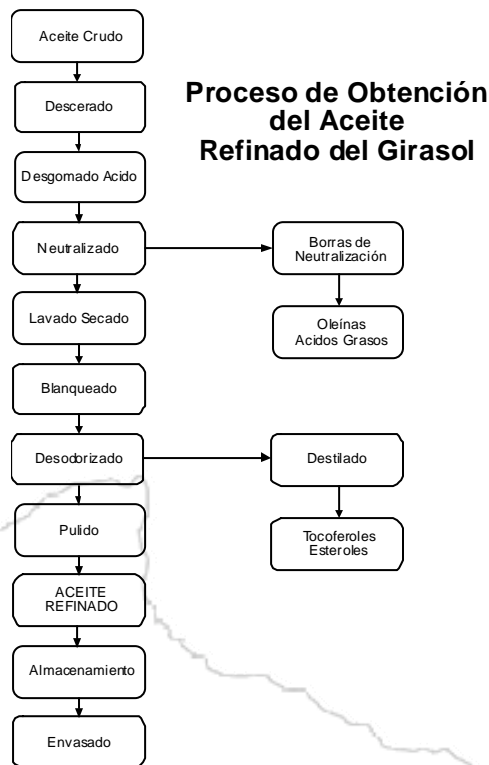 Aceite Crudo
Proceso de Obtención
del Aceite
Refinado del Girasol
Descerado
Desgomado Acido
Neutralizado
Borras de
Neutralización
Lavado Secado
Oleínas
Acidos Grasos
Blanqueado
Desodorizado
Destilado
Pulido
Tocoferoles
Esteroles
ACEITE
REFINADO
Almacenamiento
Envasado